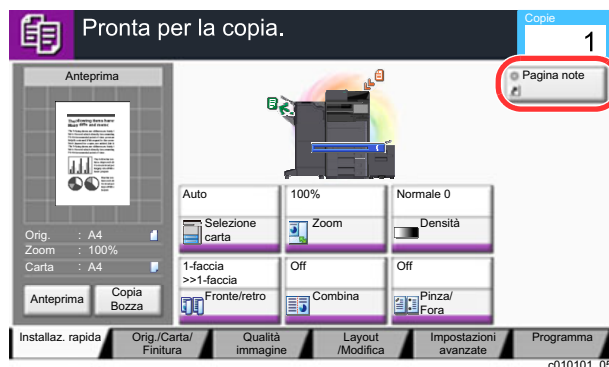 Pronta per la copia.
Copie
1
Anteprima
Pagina note
Orig. : A4
Zoom : 100%
Carta : A4
Anteprima
Copia
Bozza
Auto
Selezione
carta
100%
Zoom
Normale 0
Densità
1-faccia
>>1-faccia
Fronte/retro
Off
Combina
Off
Pinza/
Fora
Installaz. rapida
Orig./Carta/
Finitura
Qualità
immagine
Layout
/Modifica
Impostazioni
avanzate
Programma
c010101_05